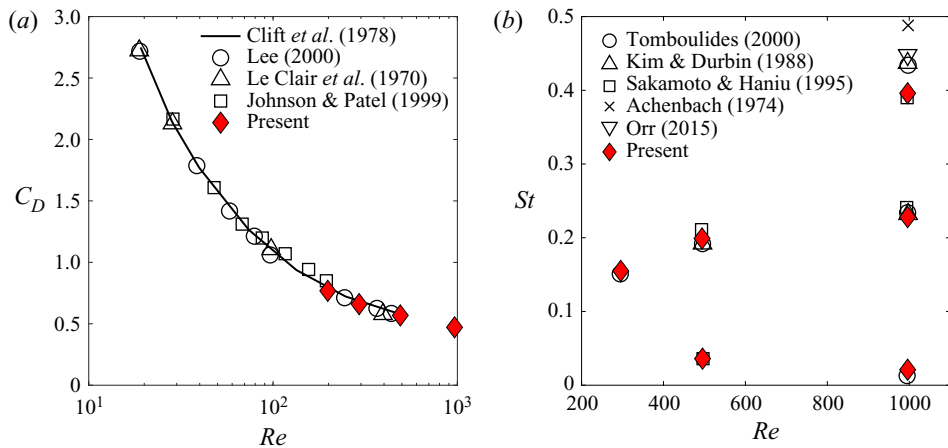 (a)
3.0
2.5
2.0
1.5
1.0
0.5
0
C_D
Clift et al. (1978)
Lee (2000)
Le Clair et al. (1970)
Johnson & Patel (1999)
Present
10^1
10^2
10^3
Re
(b)
0.5
0.4
0.3
0.2
0.1
0
St
Tomboulides (2000)
Kim & Durbin (1988)
Sakamoto & Haniu (1995)
Achenbach (1974)
Orr (2015)
Present
200
400
600
800
1000
Re